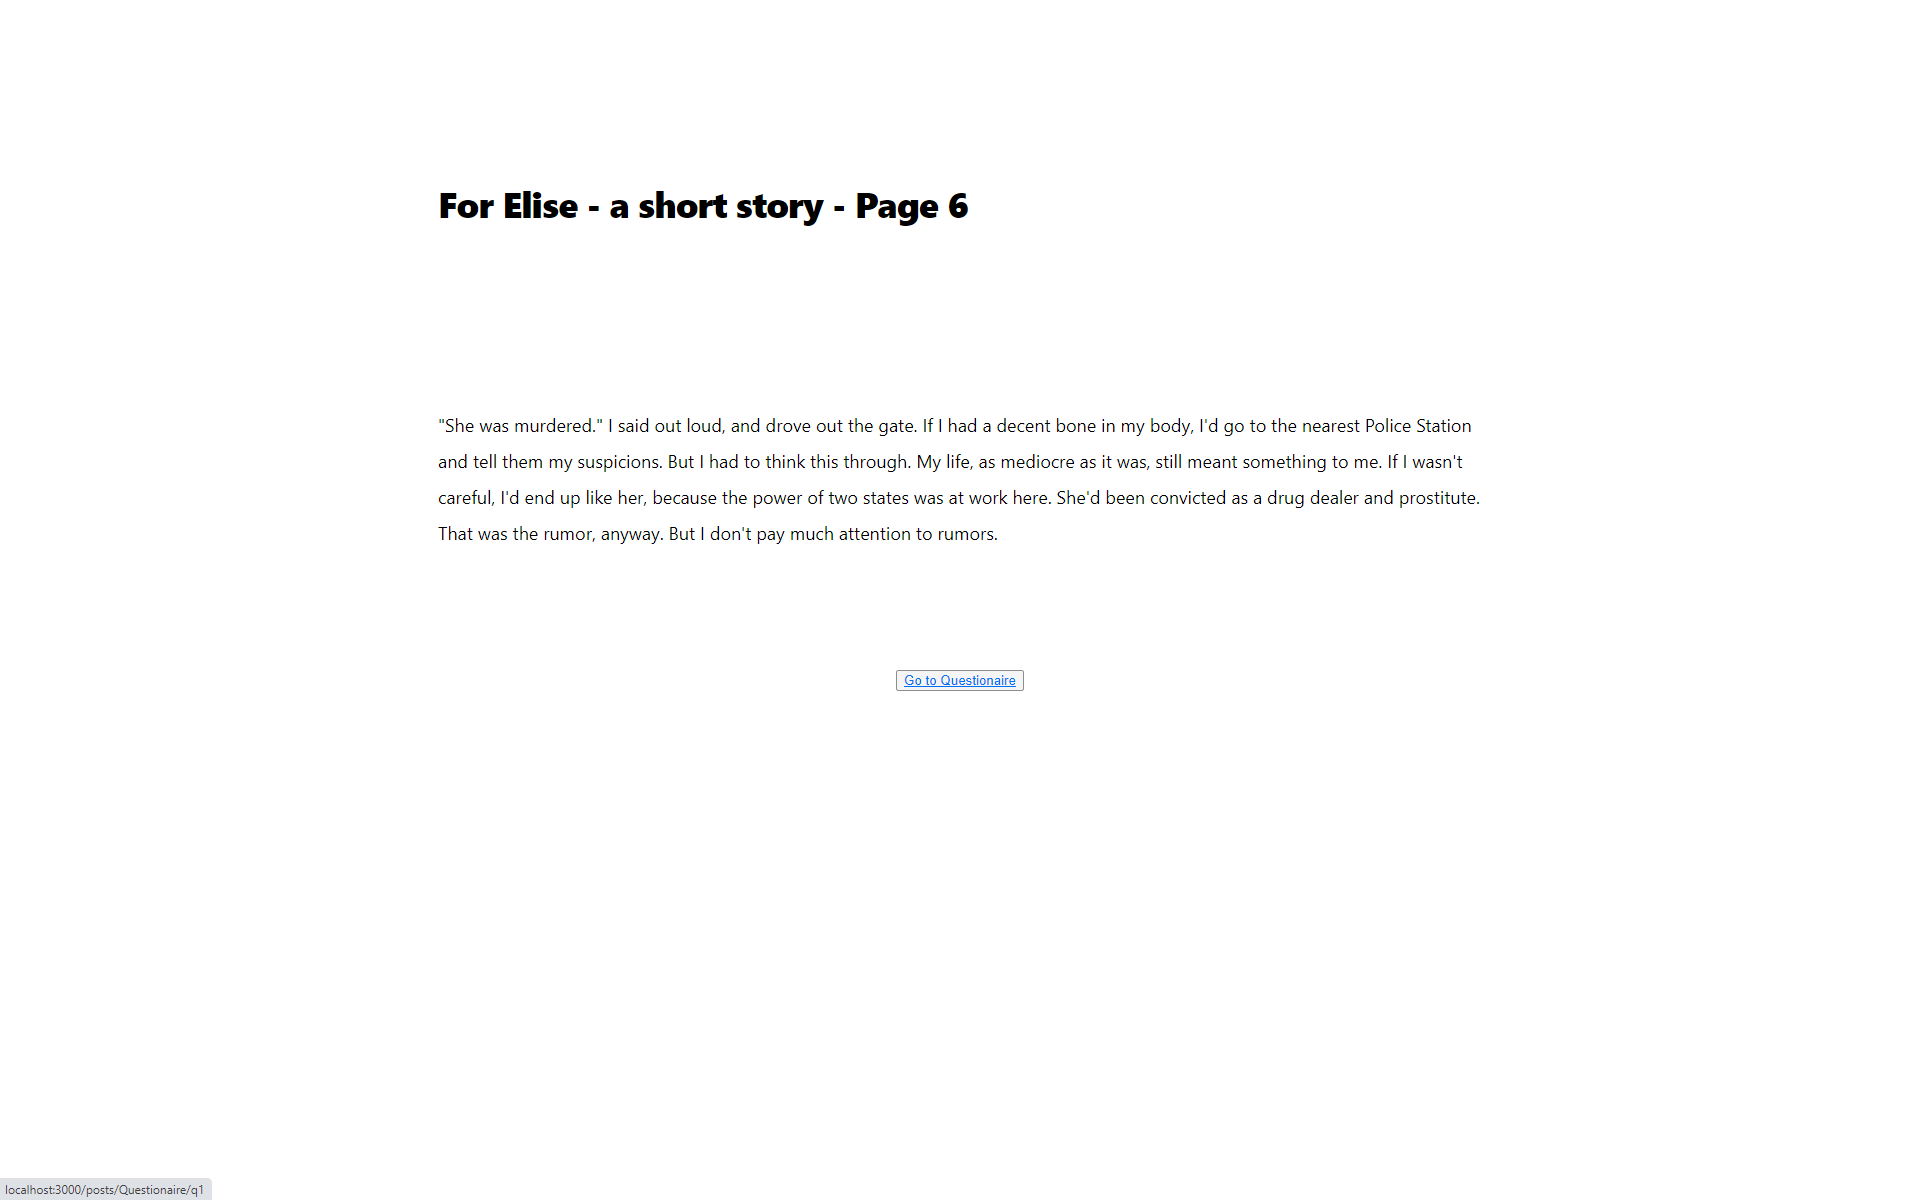 For Elise - a short story - Page 6
"She was murdered." I said out loud, and drove out the gate. If I had a decent bone in my body, I'd go to the nearest Police Station
and tell them my suspicions. But I had to think this through. My life, as mediocre as it was, still meant something to me. If I wasn't
careful, I'd end up like her, because the power of two states was at work here. She'd been convicted as a drug dealer and prostitute.
That was the rumor, anyway. But I don't pay much attention to rumors.
Go to Questionaire
localhost:3000/posts/Questionaire/q1